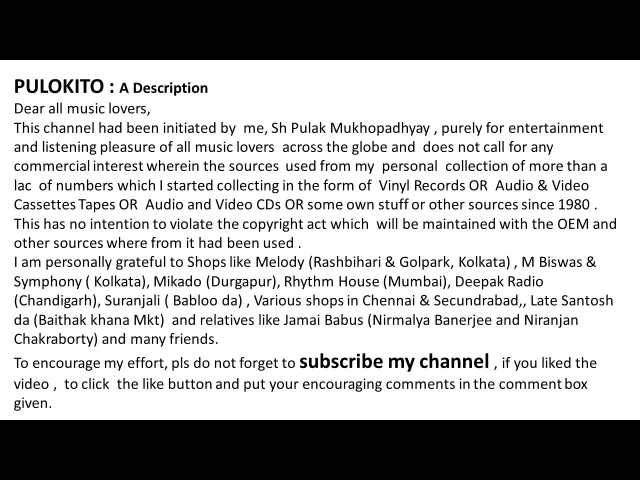 PULOKITO : A Description
Dear all music lovers,
This channel had been initiated by me, Sh Pulak Mukhopadhyay , purely for entertainment
and listening pleasure of all music lovers across the globe and does not call for any
commercial interest wherein the sources used from my personal collection of more than a
lac of numbers which I started collecting in the form of Vinyl Records OR Audio & Video
Cassettes Tapes OR Audio and Video CDs OR some own stuff or other sources since 1980 .
This has no intention to violate the copyright act which will be maintained with the OEM and
other sources where from it had been used .
I am personally grateful to Shops like Melody (Rashbihari & Golpark, Kolkata) , M Biswas &
Symphony ( Kolkata), Mikado (Durgapur), Rhythm House (Mumbai), Deepak Radio
(Chandigarh), Suranjali ( Babloo da) , Various shops in Chennai & Secundrabad,, Late Santosh
da (Baithak khana Mkt) and relatives like Jamai Babus (Nirmalya Banerjee and Niranjan
Chakraborty) and many friends.
To encourage my effort, pls do not forget to subscribe my channel , if you liked the
video , to click the like button and put your encouraging comments in the comment box
given.